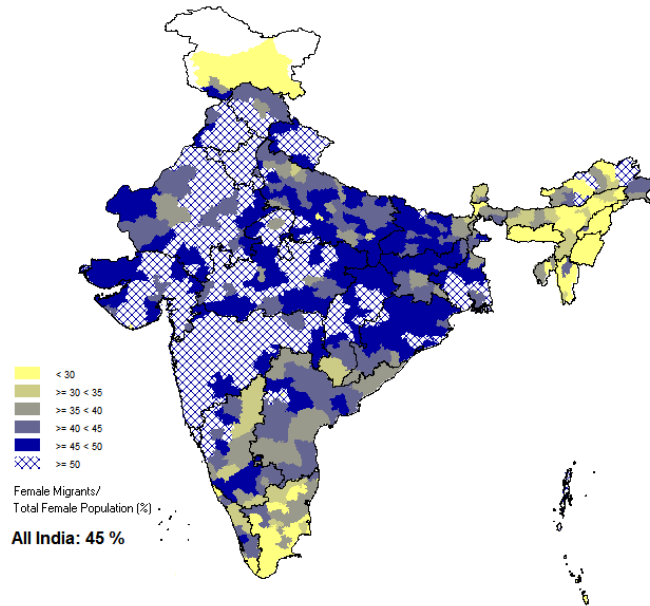 < 30
>= 30 < 35
>= 35 < 40
>= 40 < 45
>= 45 < 50
>= 50
Female Migrants/
Total Female Population (%)
All India: 45 %